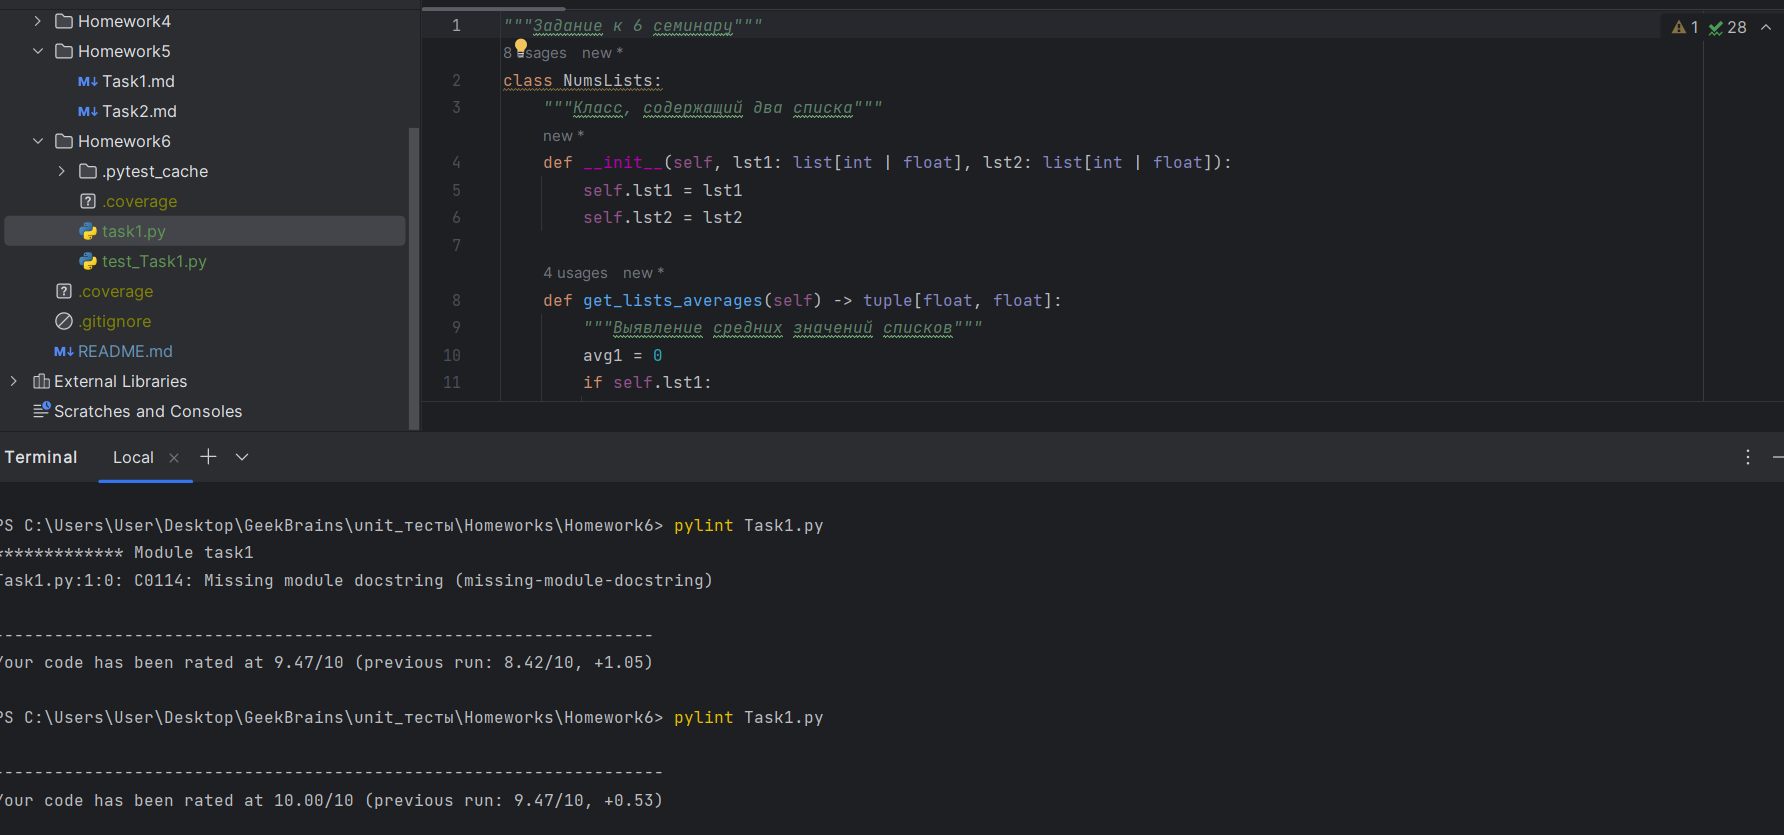 Homework4
Homework5
M↓ Task1.md
M↓ Task2.md
Homework6
.pytest_cache
.coverage
task1.py
test_Task1.py
.coverage
.gitignore
M↓ README.md
External Libraries
Scratches and Consoles
1 """Задание к 6 семинару"""
8 usages new *
2 class NumsLists:
3 """Класс, содержащий два списка"""
new *
4 def __init__(self, lst1: list[int | float], lst2: list[int | float]):
5 self.lst1 = lst1
6 self.lst2 = lst2
7
4 usages new *
8 def get_lists_averages(self) -> tuple[float, float]:
9 """Выявление средних значений списков"""
10 avg1 = 0
11 if self.lst1:
1 28
Terminal Local × +
PS C:\Users\User\Desktop\GeekBrains\unit_тесты\Homeworks\Homework6> pylint Task1.py
************* Module task1
Task1.py:1:0: C0114: Missing module docstring (missing-module-docstring)
------------------------------------------------------------------
Your code has been rated at 9.47/10 (previous run: 8.42/10, +1.05)
PS C:\Users\User\Desktop\GeekBrains\unit_тесты\Homeworks\Homework6> pylint Task1.py
-------------------------------------------------------------------
Your code has been rated at 10.00/10 (previous run: 9.47/10, +0.53)